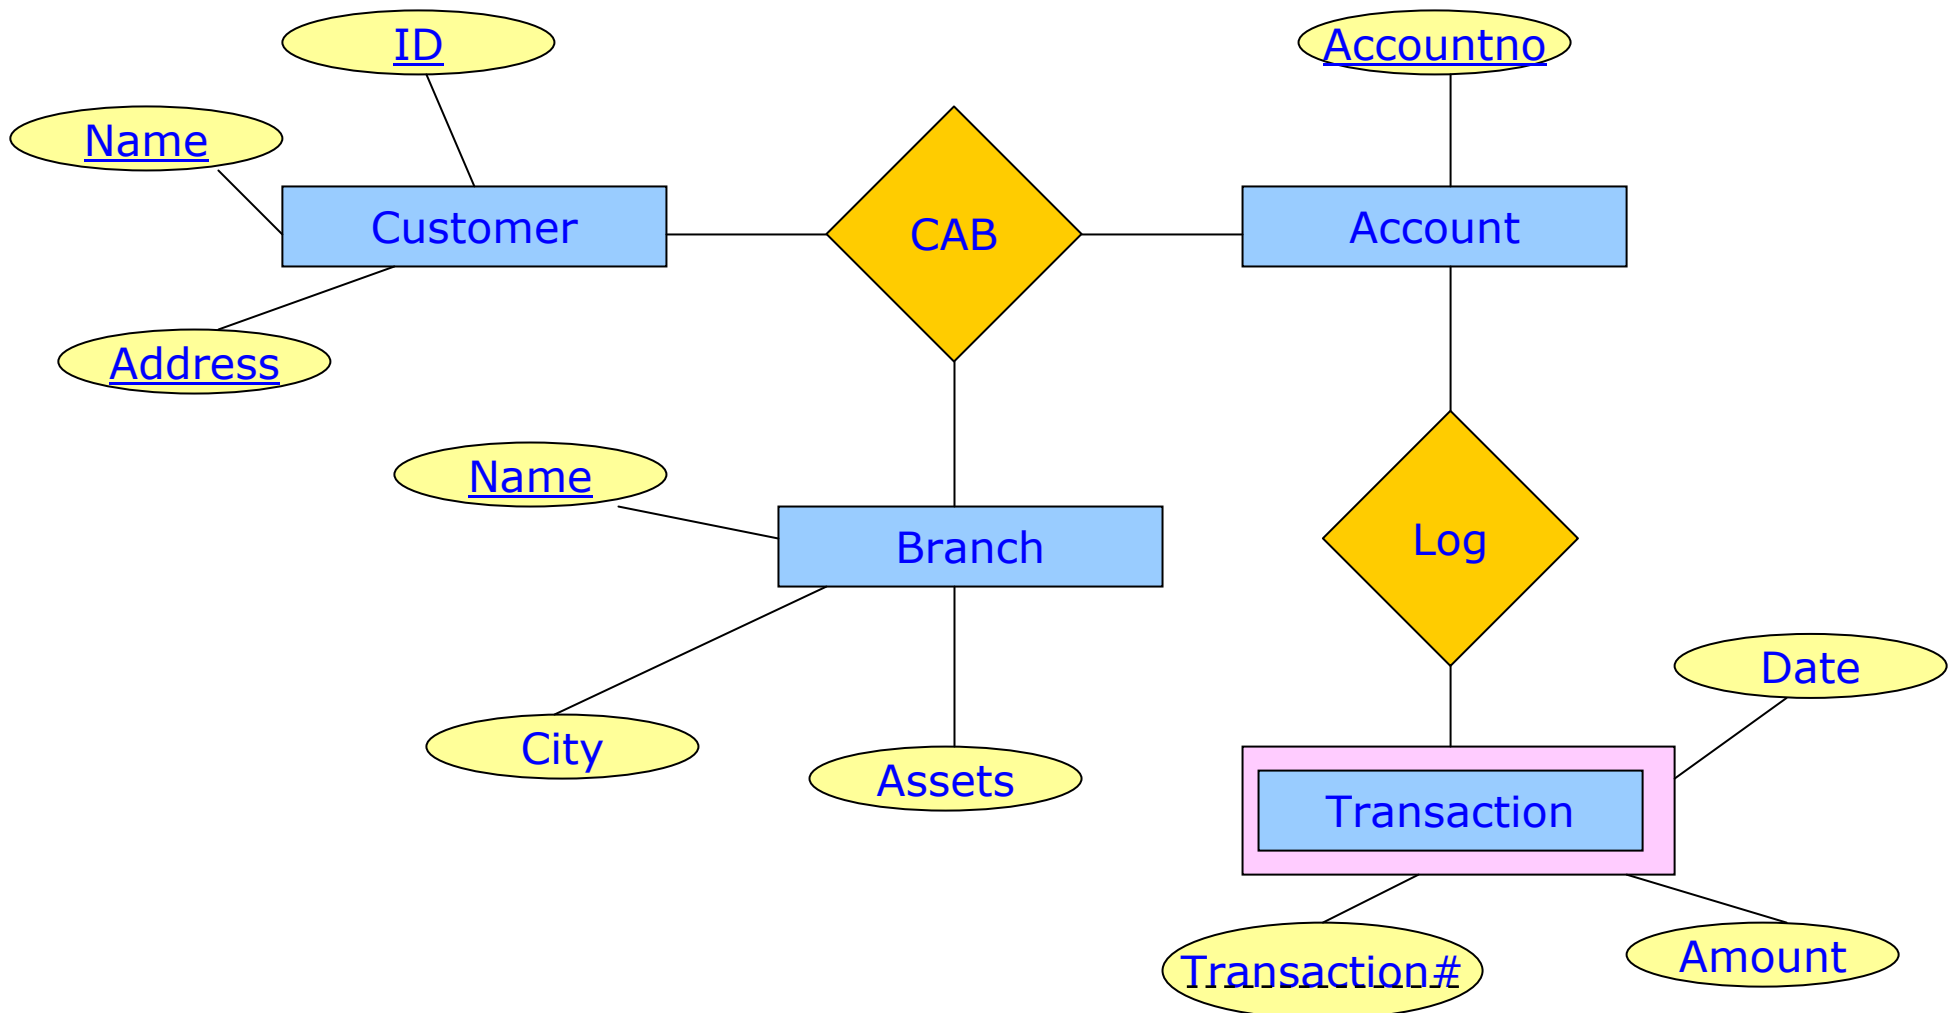 ID
Accountno
Name
Customer
CAB
Account
Address
Name
Branch
Log
Date
City
Assets
Transaction
Transaction#
Amount